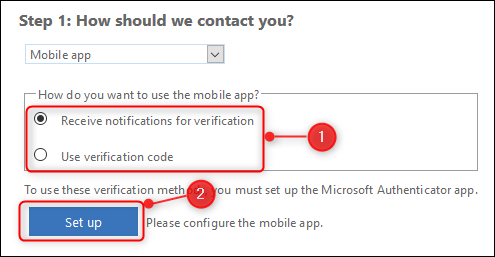 Step 1: How should we contact you?
Mobile app
How do you want to use the mobile app?
Receive notifications for verification
1
Use verification code
2
To use these verification methods, you must set up the Microsoft Authenticator app.
Set up
Please configure the mobile app.